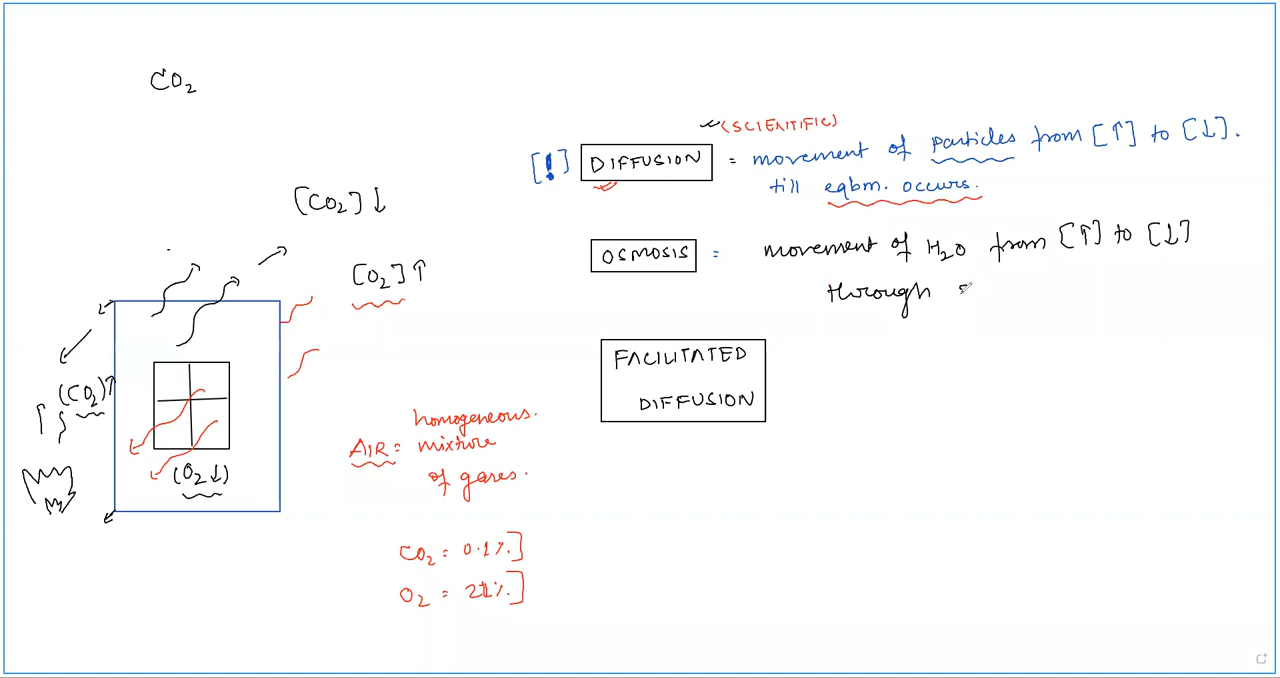 CO2
(SCIENTIFIC)
[!] DIFFUSION = movement of particles from [↑] to [↓].
till eqbm. occurs.
[CO2]↓
OSMOSIS = movement of H2O from [↑] to [↓]
through
[O2]↑
FACILITATED
DIFFUSION
(CO2)↑
(O2↓)
homogeneous.
AIR = mixture
of gases.
CO2 = 0.1%]
O2 = 21%]